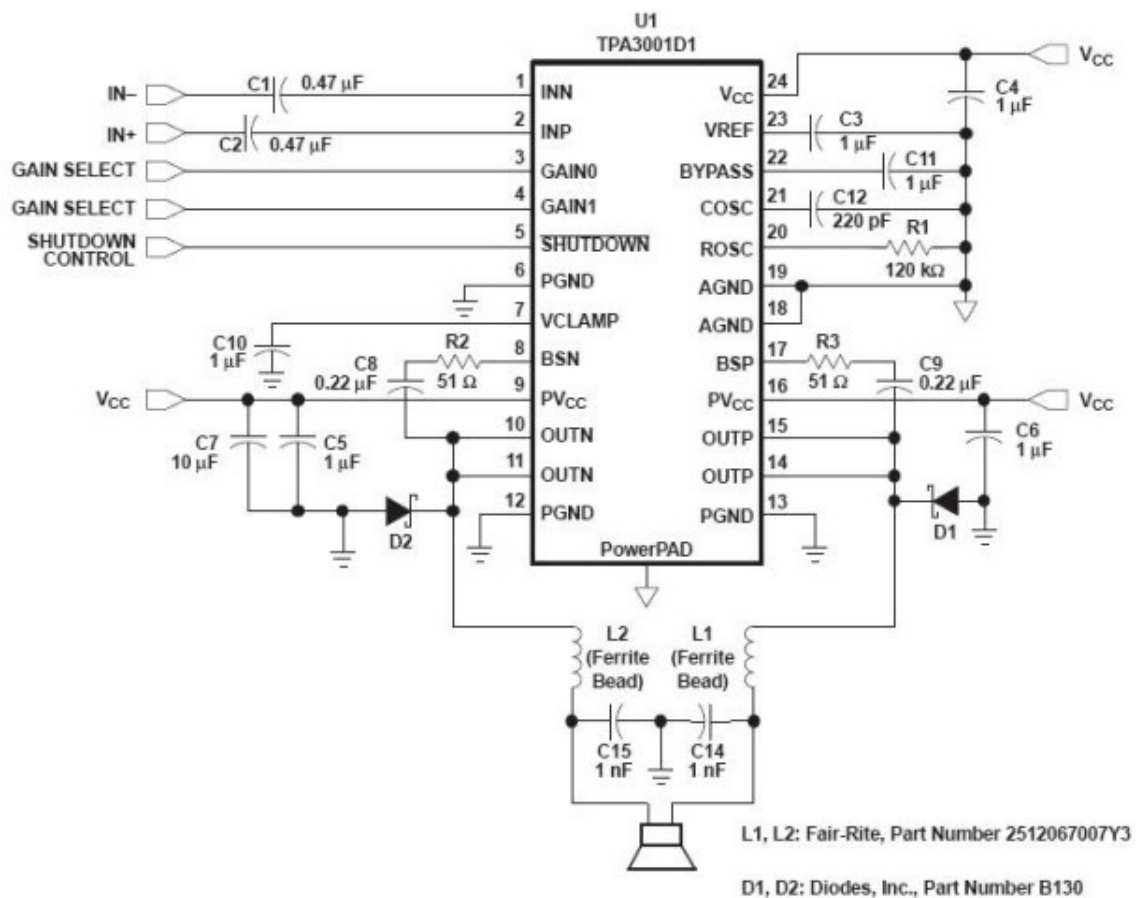 U1
TPA3001D1
IN–
C1
0.47 µF
1
INN
IN+
C2
0.47 µF
2
INP
GAIN SELECT
3
GAIN0
GAIN SELECT
4
GAIN1
SHUTDOWN
CONTROL
5
SHUTDOWN
6
PGND
7
VCLAMP
C10
1 µF
R2
51 Ω
8
BSN
C8
0.22 µF
VCC
9
PVCC
C7
10 µF
C5
1 µF
10
OUTN
11
OUTN
12
PGND
D2
PowerPAD
VCC
24
VCC
C4
1 µF
VREF
23
C3
1 µF
BYPASS
22
C11
1 µF
COSC
21
C12
220 pF
ROSC
20
R1
120 kΩ
AGND
19
AGND
18
BSP
17
R3
51 Ω
C9
0.22 µF
PVCC
16
VCC
OUTP
15
C6
1 µF
OUTP
14
PGND
13
D1
L2
(Ferrite
Bead)
L1
(Ferrite
Bead)
C15
1 nF
C14
1 nF
L1, L2: Fair-Rite, Part Number 2512067007Y3
D1, D2: Diodes, Inc., Part Number B130